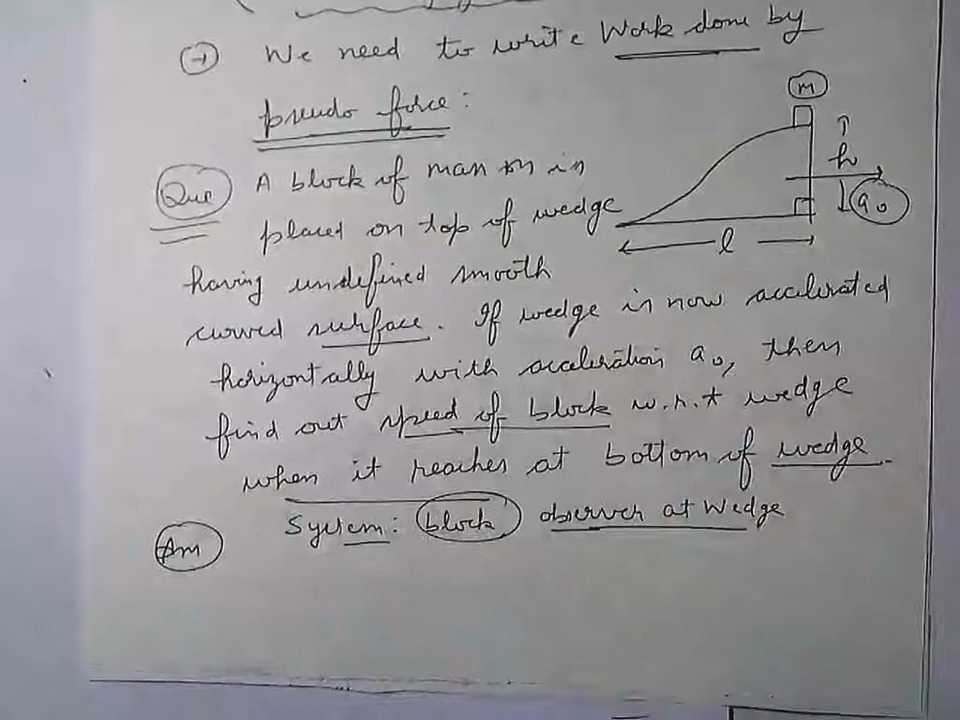 → We need to write Work done by
pseudo force:
m
h
a₀
l
Que A block of mass m is
placed on top of wedge
having undefined smooth
curved surface. If wedge is now accelerated
horizontally with acceleration a₀, then
find out speed of block w.r.t wedge
when it reaches at bottom of wedge.
Ans System: block observer at Wedge